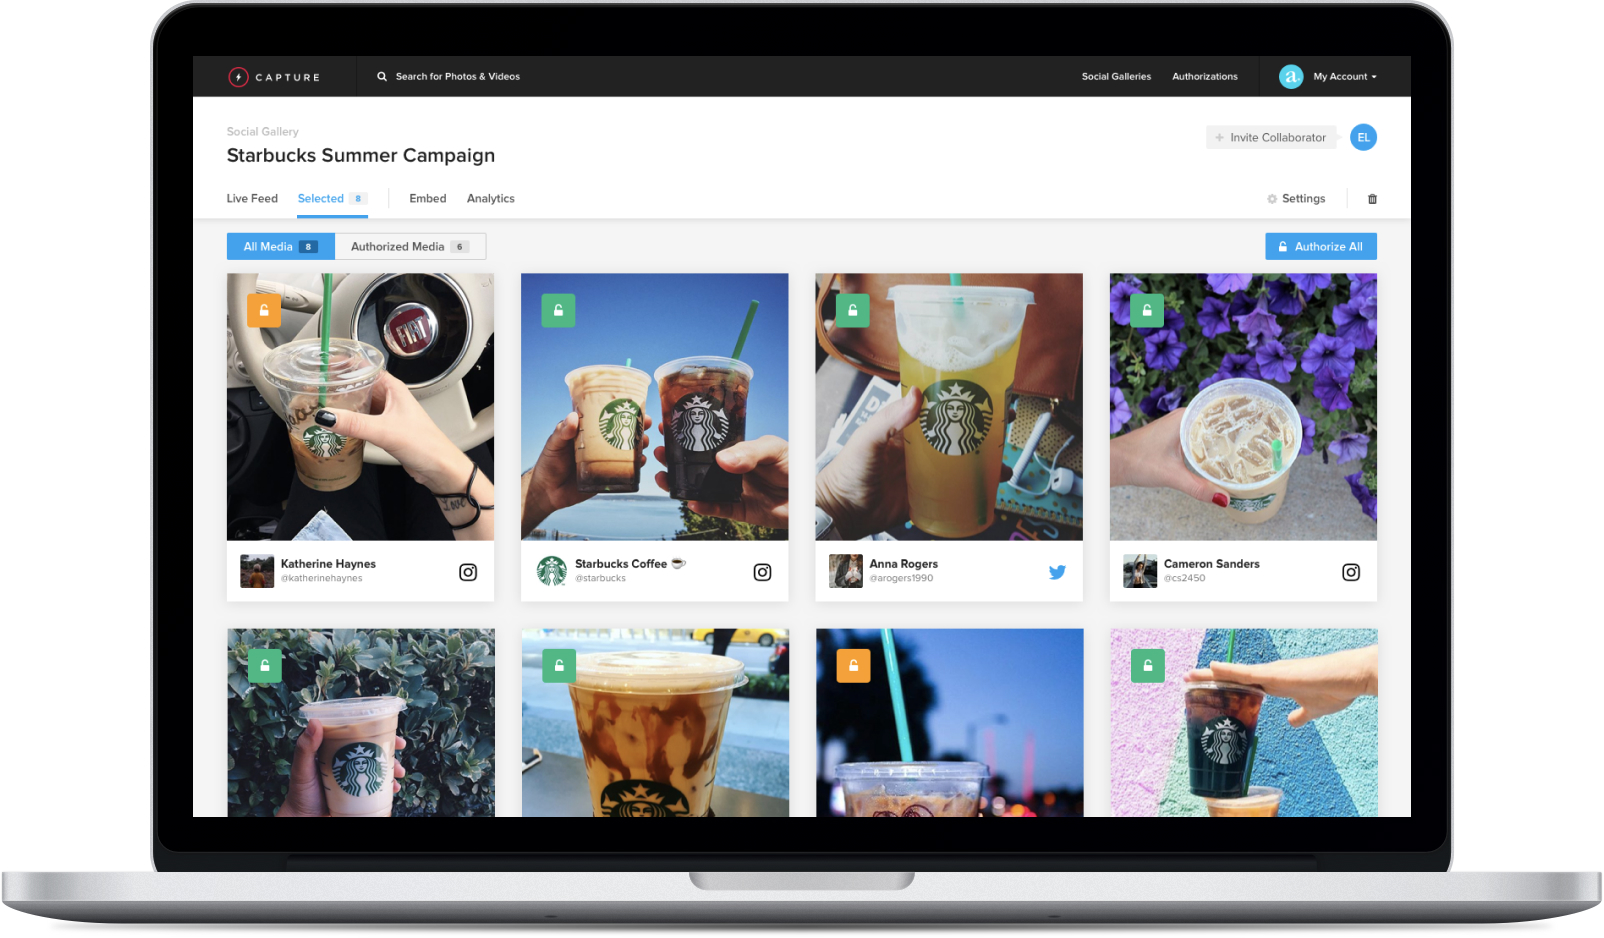 CAPTURE
Search for Photos & Videos
Social Galleries
Authorizations
a.
My Account
Social Gallery
Starbucks Summer Campaign
+ Invite Collaborator
EL
Live Feed
Selected 8
Embed
Analytics
Settings
All Media 8
Authorized Media 6
Authorize All
FIAT
Love
Katherine Haynes
@katherinehaynes
Starbucks Coffee ☕
@starbucks
Anna Rogers
@arogers1990
Cameron Sanders
@cs2450